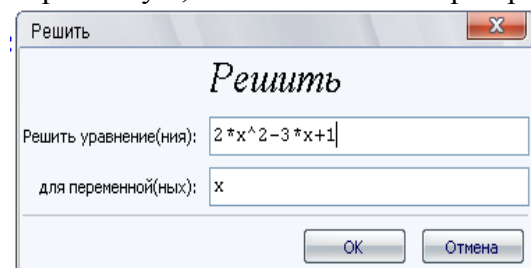 Решить
Решить
Решить уравнение(ния): 2*x^2-3*x+1
для переменной(ных): x
OK Отмена